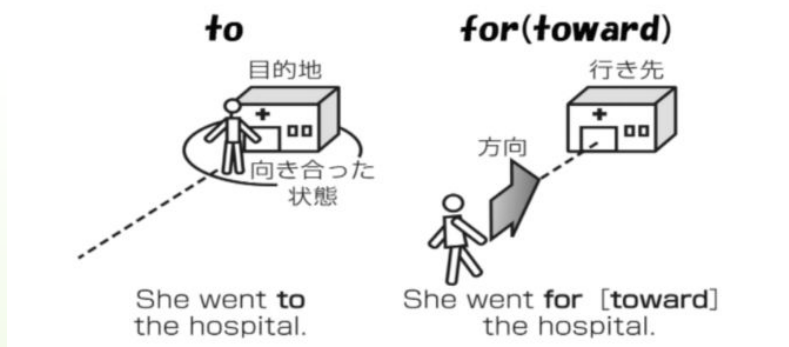 to
目的地
向き合った
状態
She went to
the hospital.
for(toward)
行き先
方向
She went for [toward]
the hospital.